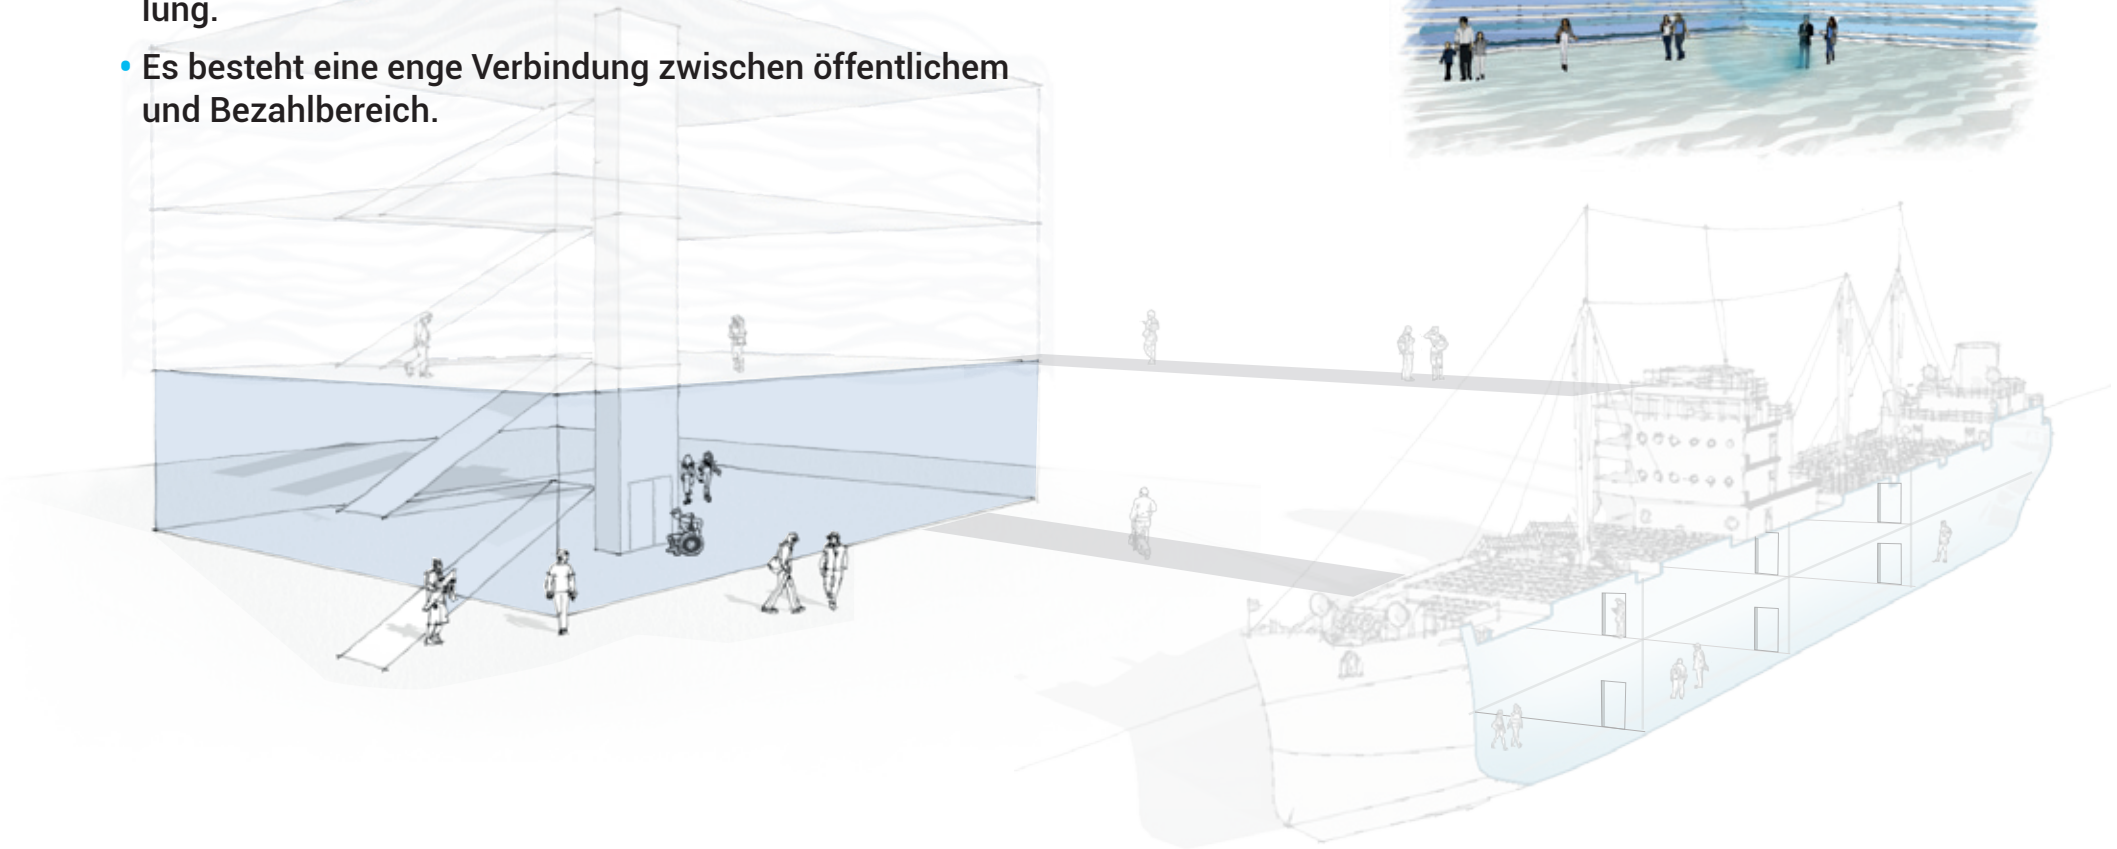 lung.
• Es besteht eine enge Verbindung zwischen öffentlichem
und Bezahlbereich.